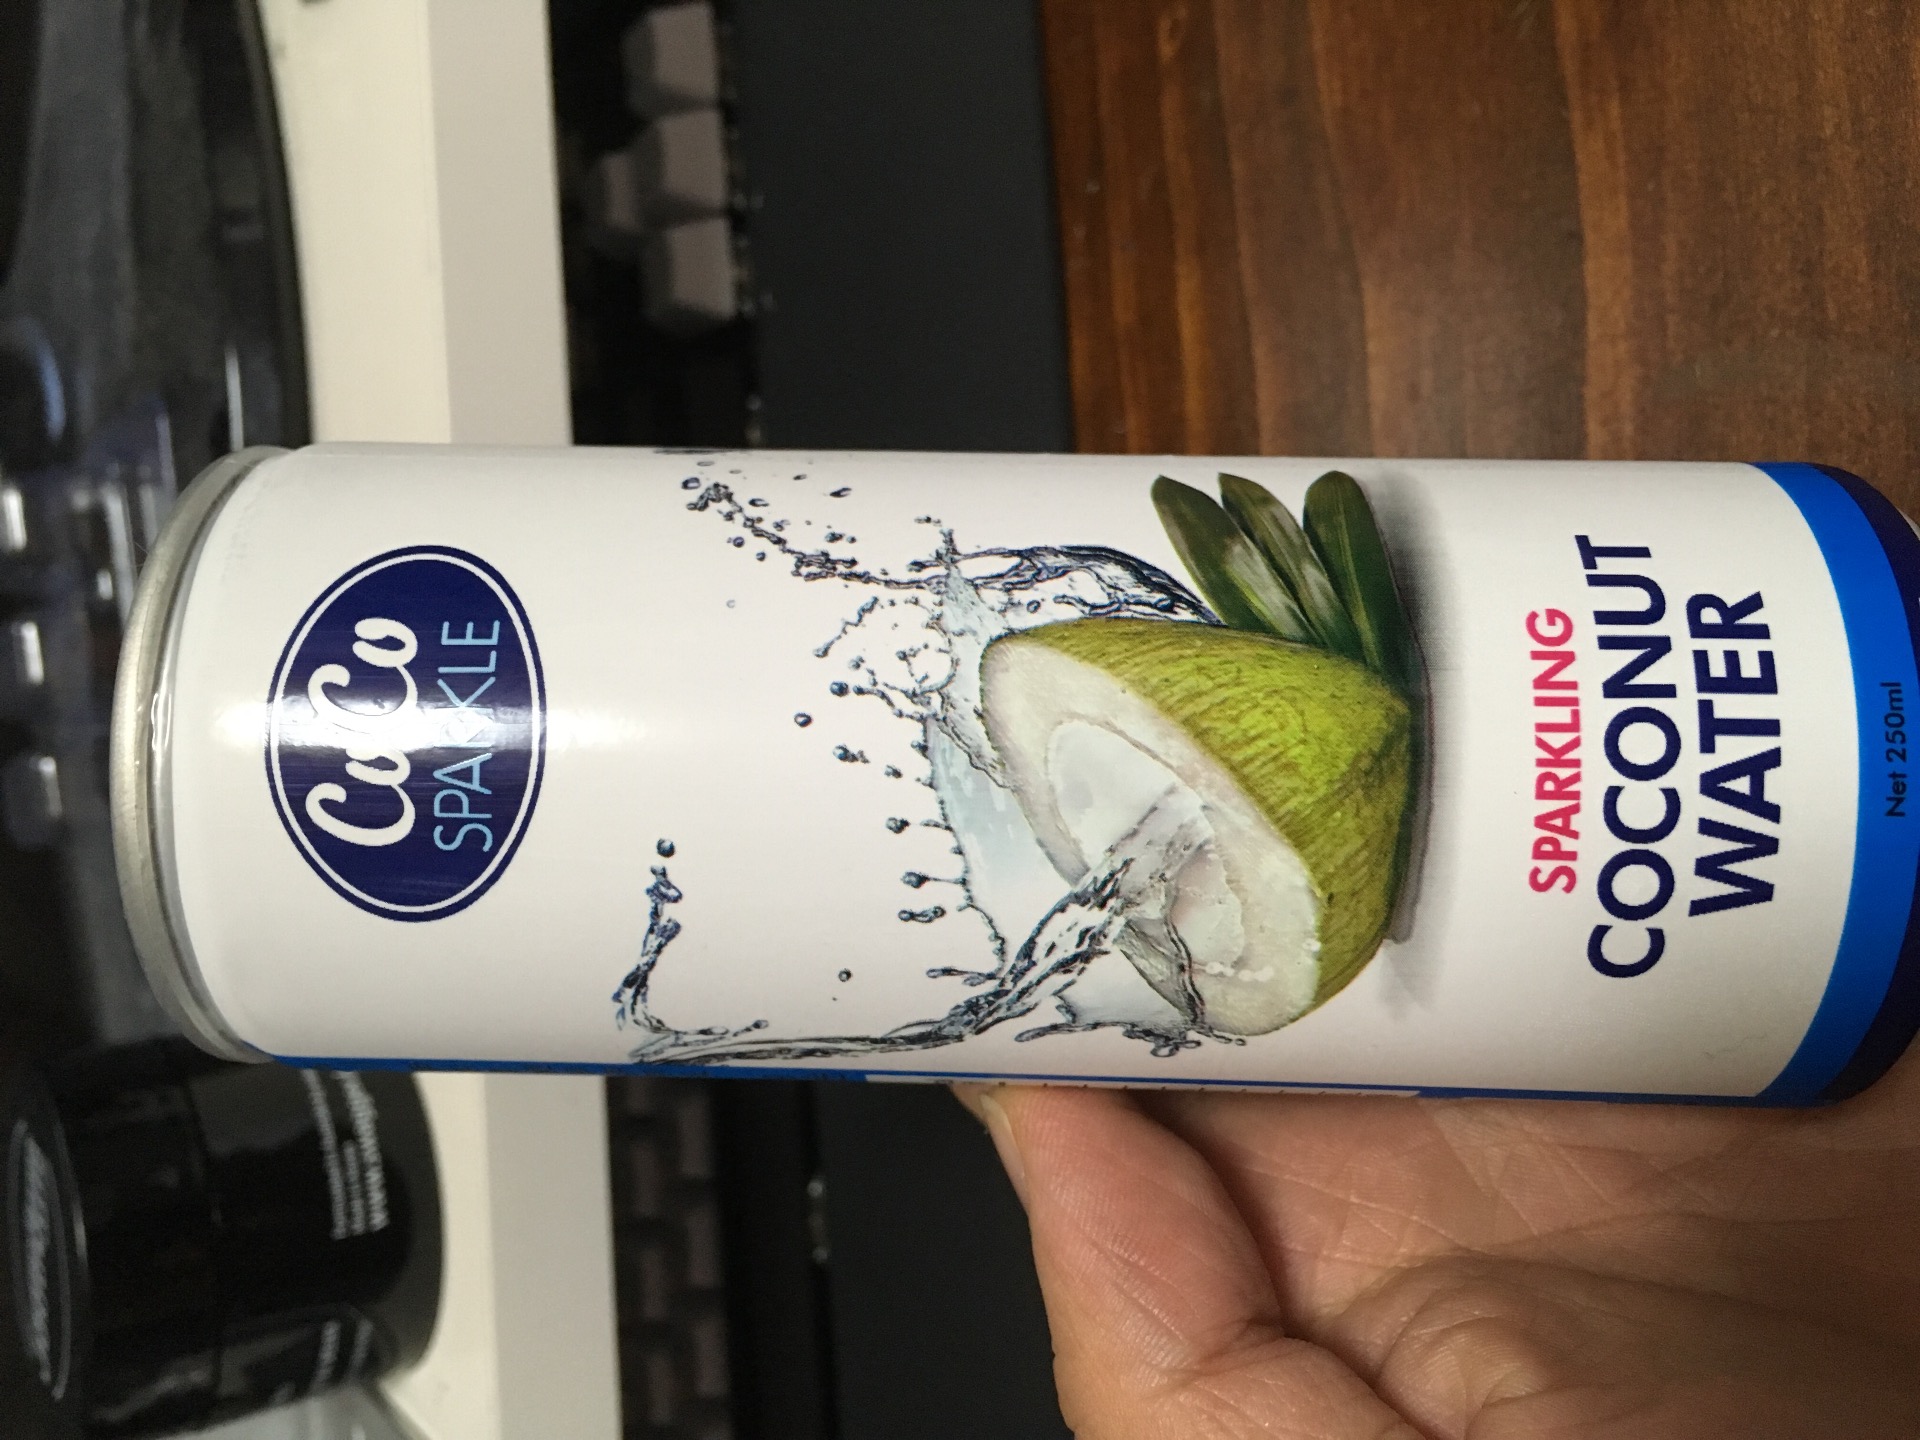 CoCo
SPARKLE
SPARKLING
COCONUT
WATER
Net 250ml